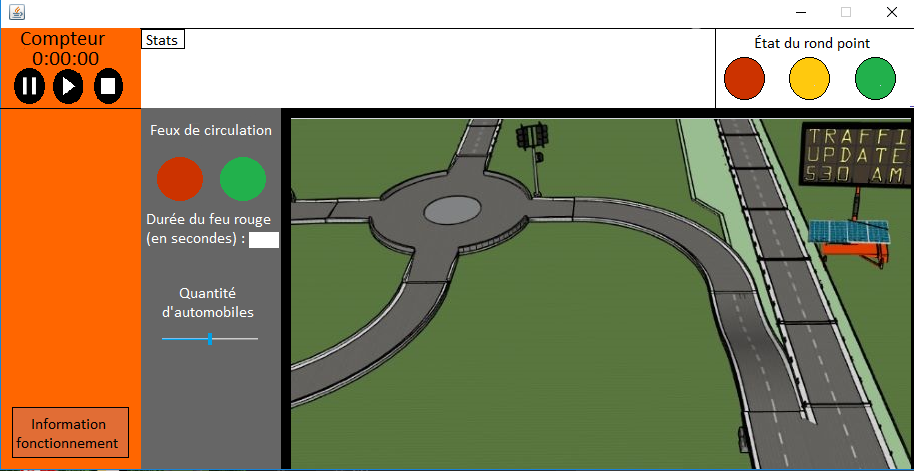 Compteur
0:00:00
Stats
État du rond point
Feux de circulation
Durée du feu rouge
(en secondes) :
Quantité
d'automobiles
Information
fonctionnement
TRAFFI
UPDATE
530 AM